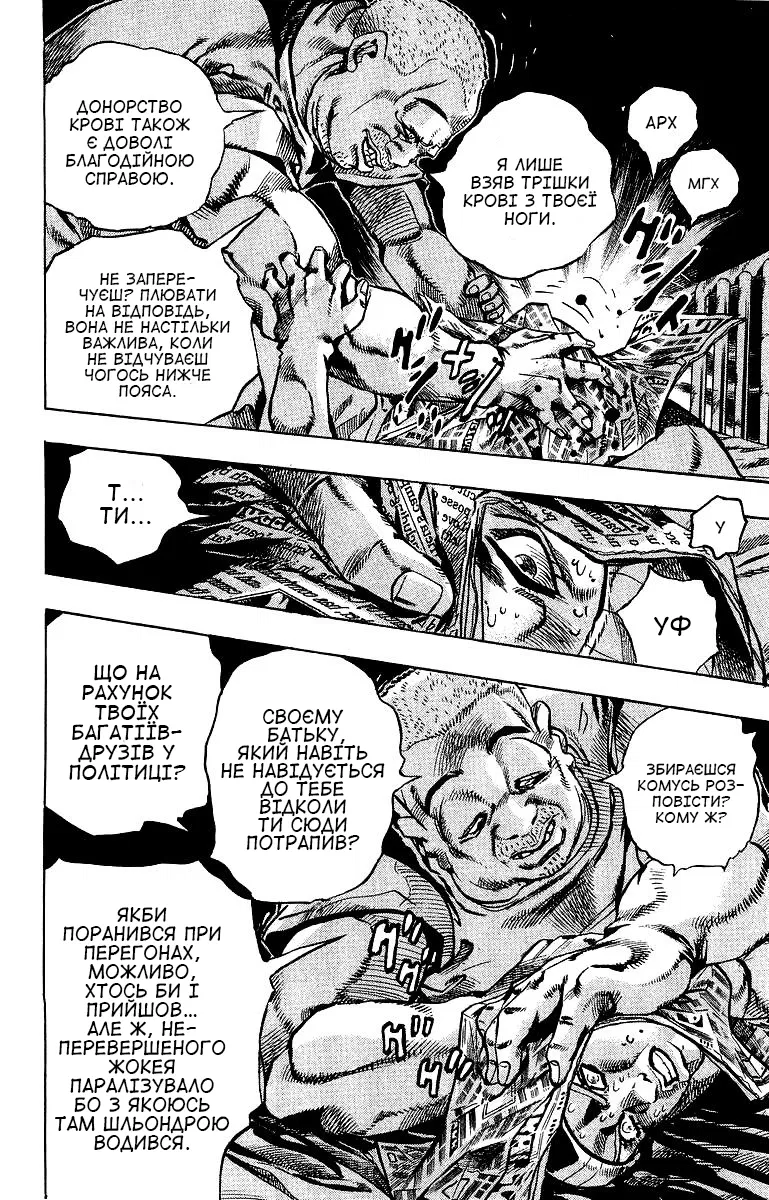 АРХ
МГХ
Я ЛИШЕ
ВЗЯВ ТРІШКИ
КРОВІ З ТВОЄЇ
НОГИ.
ДОНОРСТВО
КРОВІ ТАКОЖ
Є ДОВОЛІ
БЛАГОДІЙНОЮ
СПРАВОЮ.
НЕ ЗАПЕРЕ-
ЧУЄШ? ПЛЮВАТИ
НА ВІДПОВІДЬ,
ВОНА НЕ НАСТІЛЬКИ
ВАЖЛИВА, КОЛИ
НЕ ВІДЧУВАЄШ
ЧОГОСЬ НИЖЧЕ
ПОЯСА.
У
УФ
Т...
ТИ...
ЗБИРАЄШСЯ
КОМУСЬ РОЗ-
ПОВІСТИ?
КОМУ Ж?
СВОЄМУ
БАТЬКУ,
ЯКИЙ НАВІТЬ
НЕ НАВІДУЄТЬСЯ
ДО ТЕБЕ
ВІДКОЛИ
ТИ СЮДИ
ПОТРАПИВ?
ЩО НА
РАХУНОК
ТВОЇХ
БАГАТІЇВ-
ДРУЗІВ У
ПОЛІТИЦІ?
ЯКБИ
ПОРАНИВСЯ ПРИ
ПЕРЕГОНАХ,
МОЖЛИВО,
ХТОСЬ БИ І
ПРИЙШОВ...
АЛЕ Ж, НЕ-
ПЕРЕВЕРШЕНОГО
ЖОКЕЯ
ПАРАЛІЗУВАЛО
БО З ЯКОЮСЬ
ТАМ ШЛЬОНДРОЮ
ВОДИВСЯ.